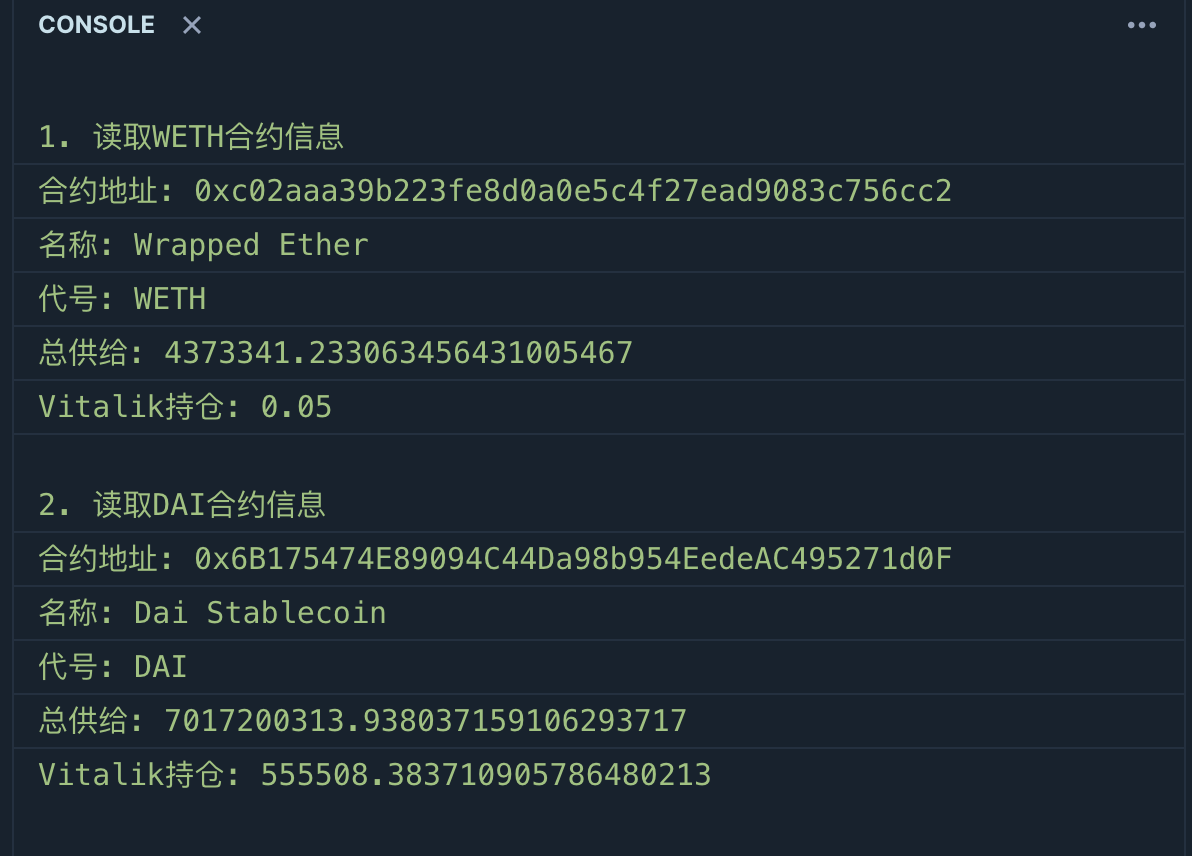 CONSOLE
1. 读取WETH合约信息
合约地址: 0xc02aaa39b223fe8d0a0e5c4f27ead9083c756cc2
名称: Wrapped Ether
代号: WETH
总供给: 4373341.233063456431005467
Vitalik持仓: 0.05
2. 读取DAI合约信息
合约地址: 0x6B175474E89094C44Da98b954EedeAC495271d0F
名称: Dai Stablecoin
代号: DAI
总供给: 7017200313.938037159106293717
Vitalik持仓: 555508.383710905786480213